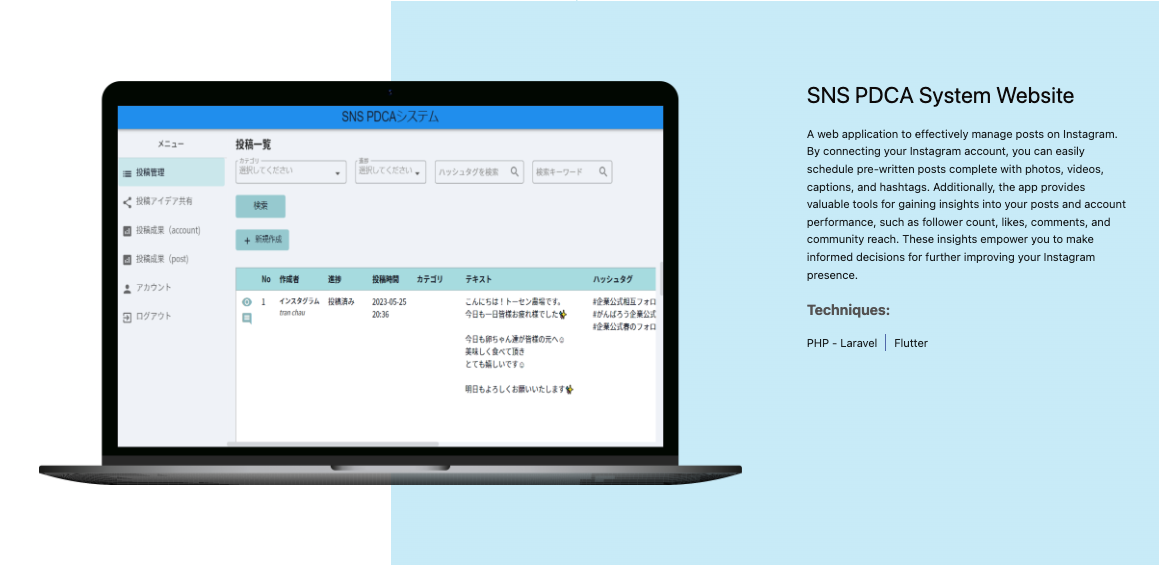 SNS PDCAシステム
メニュー
投稿管理
投稿アイデア共有
投稿成果（account)
投稿成果（post)
アカウント
ログアウト
投稿一覧
カテゴリ
選択してください
進捗
選択してください
ハッシュタグを検索
検索キーワード
検索
+ 新規作成
No 作成者 進捗 投稿時間 カテゴリ テキスト ハッシュタグ
1 インスタグラム 投稿済み 2023-05-25 こんにちは！トーセン農場です。 #企業公式相互フォロ
tran chau 20:36 今日も一日皆様お疲れ様でした #がんばろう企業公式
#企業公式春のフォロ
今日も卵ちゃん達が皆様の元へ☺
美味しく食べて頂き
とても嬉しいです☺
明日もよろしくお願いいたします
SNS PDCA System Website
A web application to effectively manage posts on Instagram.
By connecting your Instagram account, you can easily
schedule pre-written posts complete with photos, videos,
captions, and hashtags. Additionally, the app provides
valuable tools for gaining insights into your posts and account
performance, such as follower count, likes, comments, and
community reach. These insights empower you to make
informed decisions for further improving your Instagram
presence.
Techniques:
PHP - Laravel | Flutter